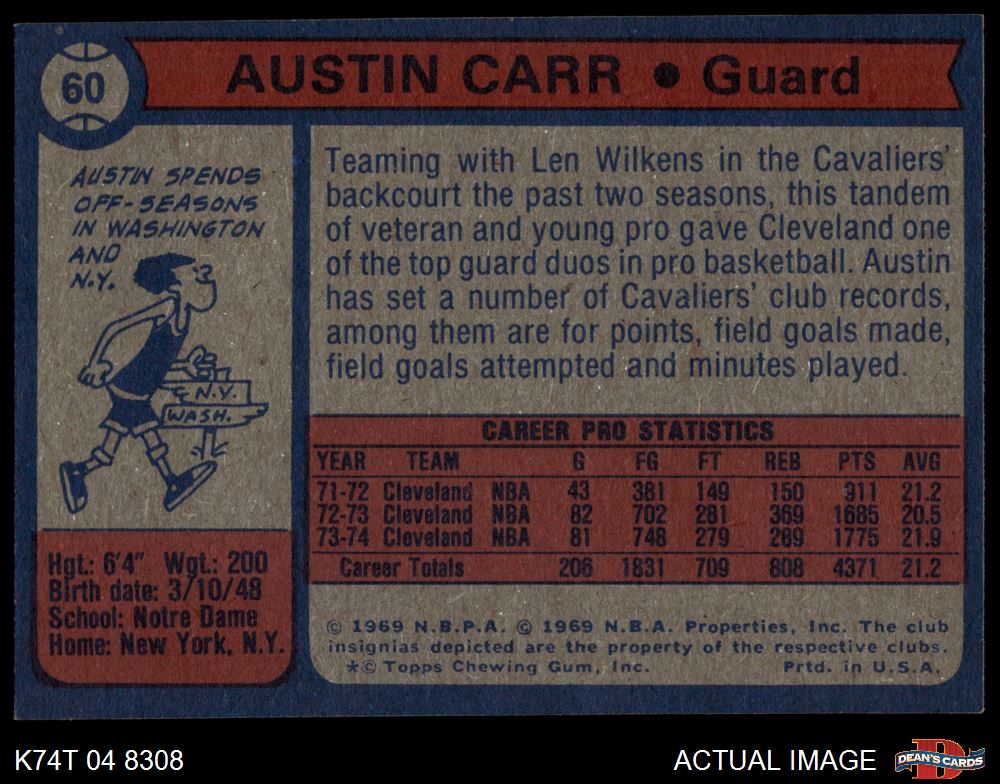 60
AUSTIN CARR • Guard
AUSTIN SPENDS
OFF-SEASONS
IN WASHINGTON
AND
N.Y.
N.Y.
WASH.
Hgt.: 6'4" Wgt.: 200
Birth date: 3/10/48
School: Notre Dame
Home: New York, N.Y.
Teaming with Len Wilkens in the Cavaliers'
backcourt the past two seasons, this tandem
of veteran and young pro gave Cleveland one
of the top guard duos in pro basketball. Austin
has set a number of Cavaliers' club records,
among them are for points, field goals made,
field goals attempted and minutes played.
CAREER PRO STATISTICS
YEAR TEAM G FG FT REB PTS AVG
71-72 Cleveland NBA 43 381 149 150 911 21.2
72-73 Cleveland NBA 82 702 281 369 1685 20.5
73-74 Cleveland NBA 81 748 279 289 1775 21.9
Career Totals 206 1831 709 808 4371 21.2
© 1969 N.B.P.A. © 1969 N.B.A. Properties, Inc. The club
insignias depicted are the property of the respective clubs.
*© Topps Chewing Gum, Inc. Prtd. in U.S.A.
K74T 04 8308
ACTUAL IMAGE
D
DEAN'S CARDS